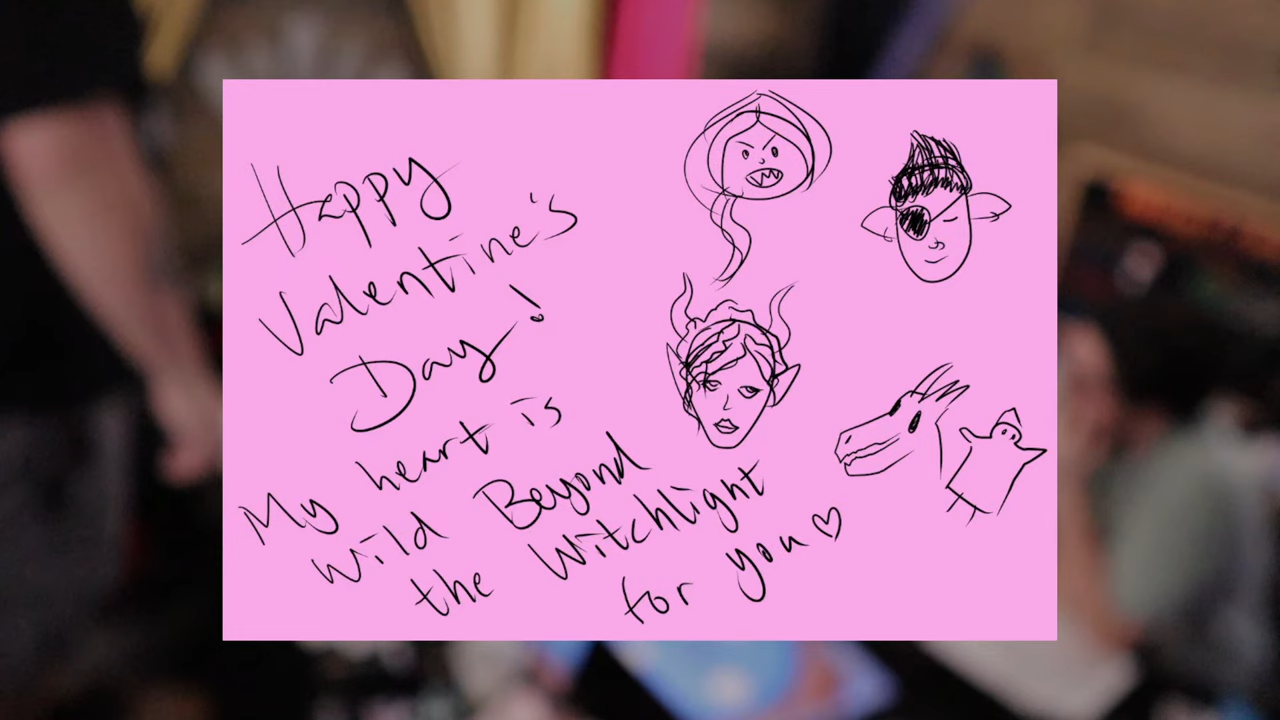 Happy
Valentine's
Day!
My heart is
Wild Beyond
the Witchlight
for you ♡